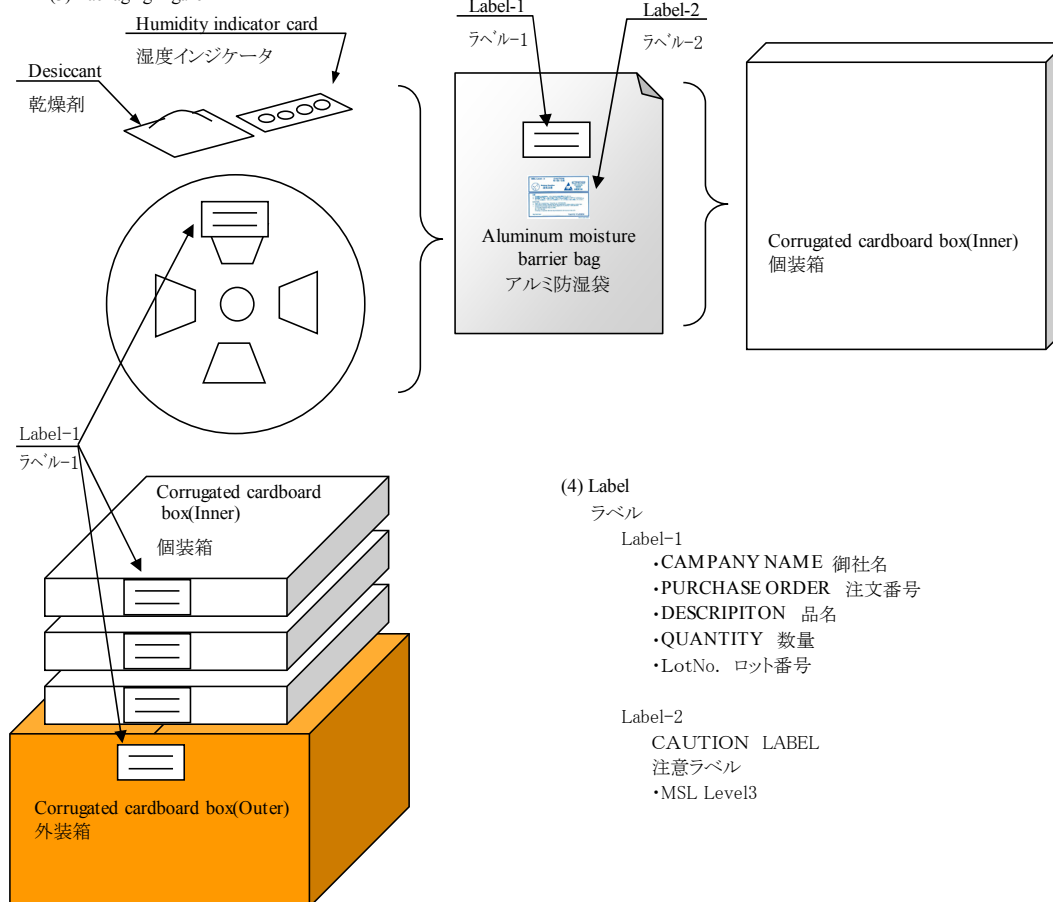 Label-1
ラベル-1
Label-2
ラベル-2
Humidity indicator card
湿度インジケータ
Desiccant
乾燥剤
Aluminum moisture
barrier bag
アルミ防湿袋
Corrugated cardboard box(Inner)
個装箱
Label-1
ラベル-1
Corrugated cardboard
box(Inner)
個装箱
Corrugated cardboard box(Outer)
外装箱
(4) Label
ラベル
Label-1
・CAMPANY NAME 御社名
・PURCHASE ORDER 注文番号
・DESCRIPITON 品名
・QUANTITY 数量
・LotNo. ロット番号
Label-2
CAUTION LABEL
注意ラベル
・MSL Level3